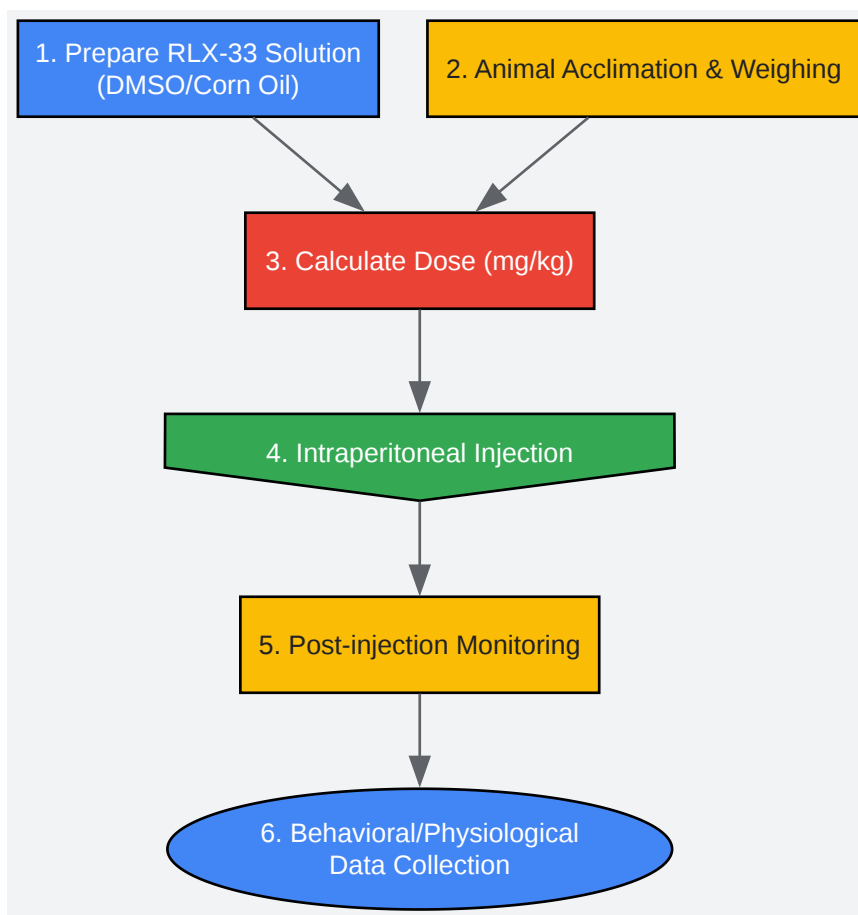 1. Prepare RLX-33 Solution
(DMSO/Corn Oil)
2. Animal Acclimation & Weighing
3. Calculate Dose (mg/kg)
4. Intraperitoneal Injection
5. Post-injection Monitoring
6. Behavioral/Physiological
Data Collection